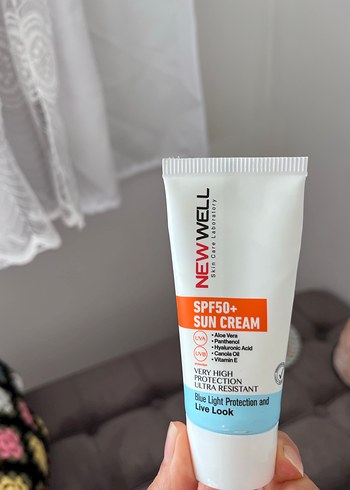 NEW WELL
Skin Care Laboratory
SPF50+
SUN CREAM
UVA
UVB
• Aloe Vera
• Panthenol
• Hyaluronic Acid
• Canola Oil
• Vitamin E
VERY HIGH
PROTECTION
ULTRA RESISTANT
Blue Light Protection and
Live Look